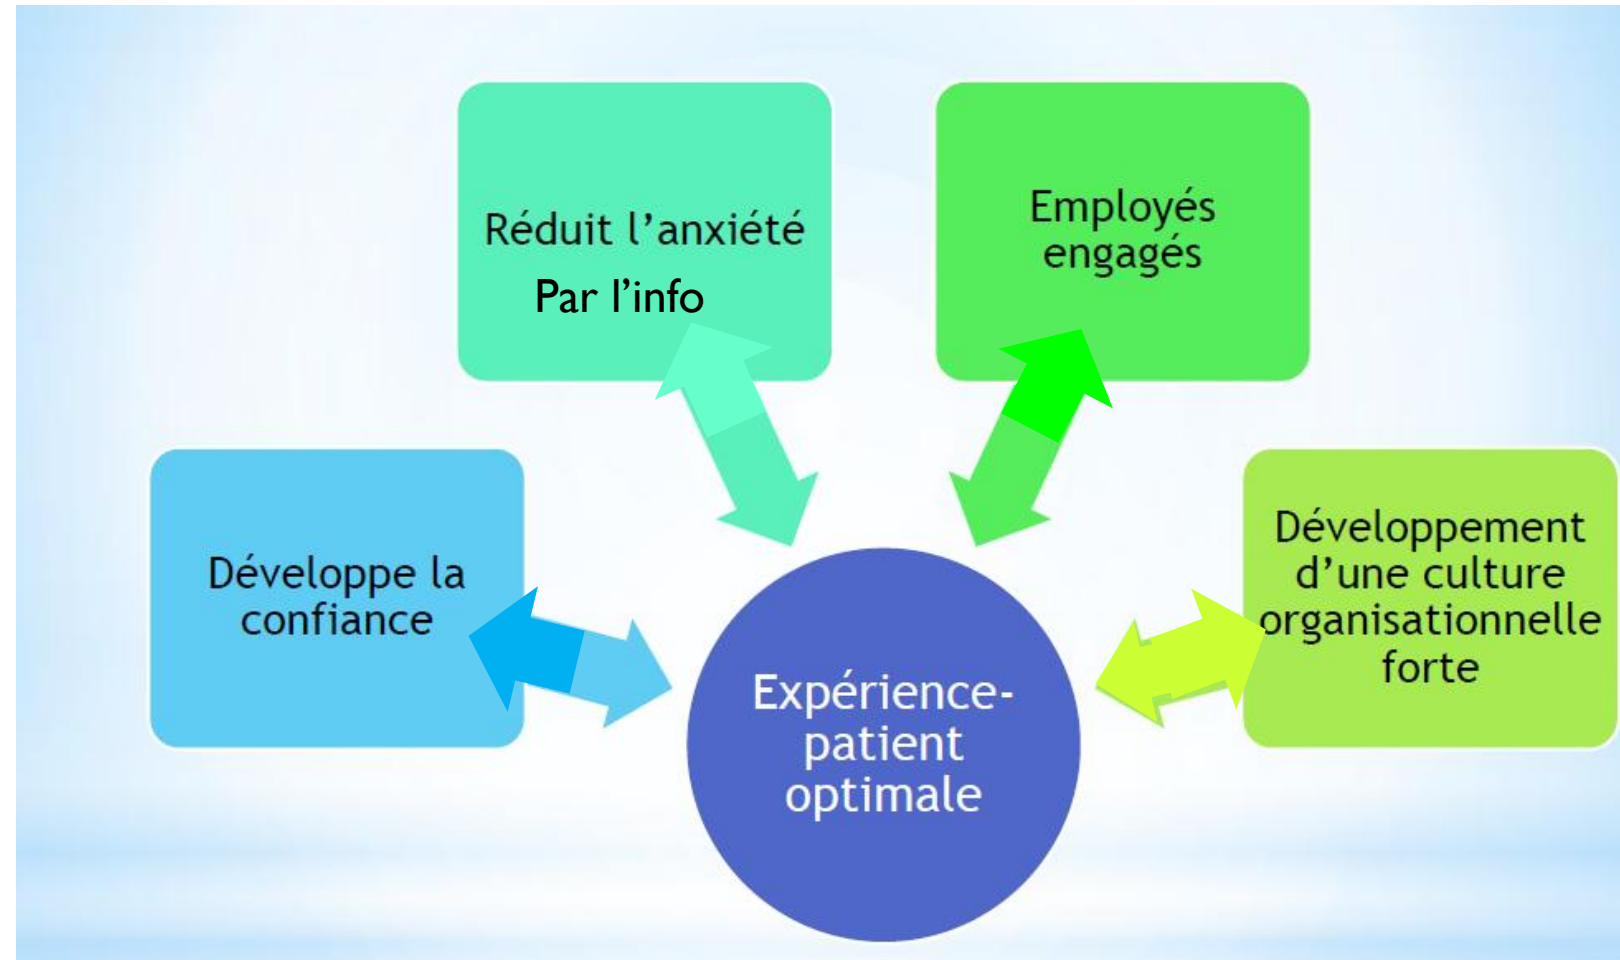 Réduit l’anxiété
Par l’info
Employés
engagés
Développe la
confiance
Développement
d’une culture
organisationnelle
forte
Expérience-
patient
optimale